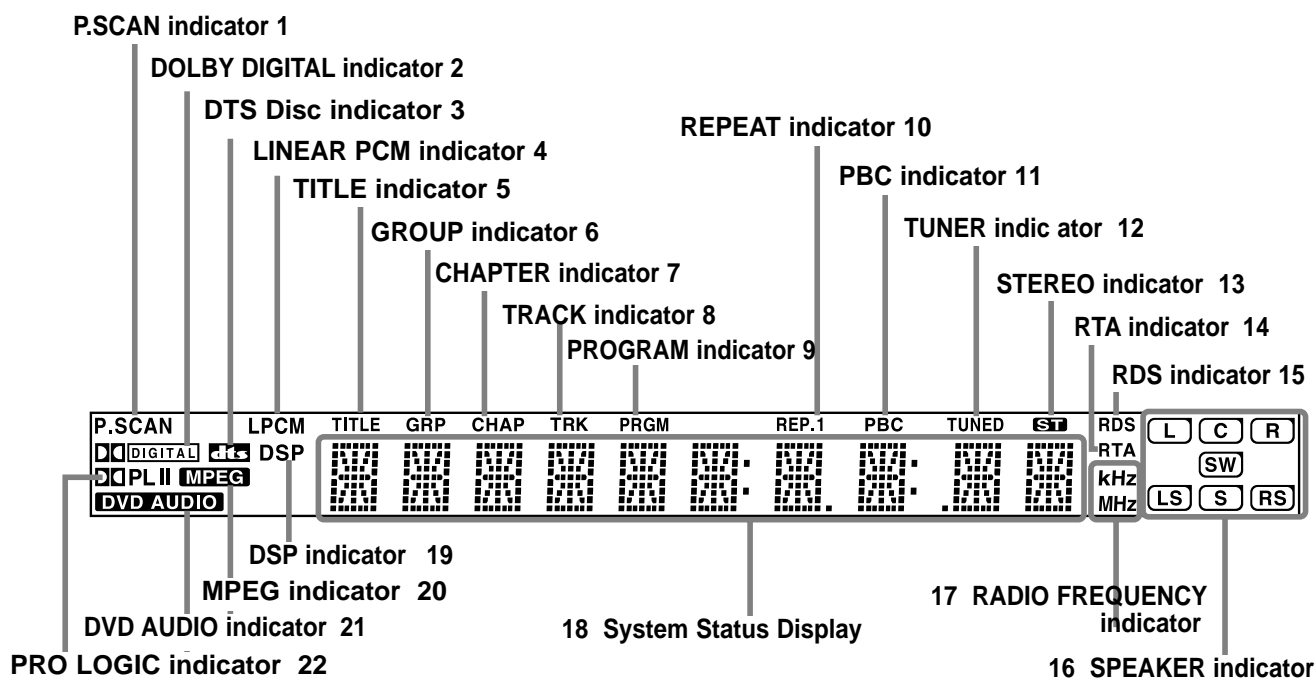 P.SCAN indicator 1
DOLBY DIGITAL indicator 2
DTS Disc indicator 3
LINEAR PCM indicator 4
TITLE indicator 5
GROUP indicator 6
CHAPTER indicator 7
TRACK indicator 8
PROGRAM indicator 9
REPEAT indicator 10
PBC indicator 11
TUNER indic ator 12
STEREO indicator 13
RTA indicator 14
RDS indicator 15
P.SCAN LPCM TITLE GRP CHAP TRK PRGM REP.1 PBC TUNED ST RDS L C R
DIGITAL dts DSP RTA
SW
PL II MPEG kHz
DVD AUDIO MHz LS S RS
DSP indicator 19
MPEG indicator 20
DVD AUDIO indicator 21
PRO LOGIC indicator 22
18 System Status Display
17 RADIO FREQUENCY
indicator
16 SPEAKER indicator